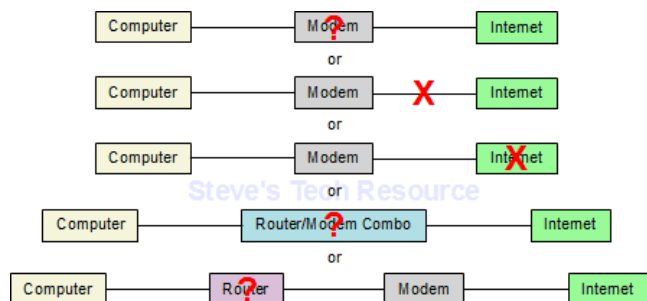 Computer Modem ? Internet
or
Computer Modem X Internet
or
Computer Modem Internet X
Steve's Tech Resource
or
Computer Router/Modem Combo ? Internet
or
Computer Router ? Modem Internet